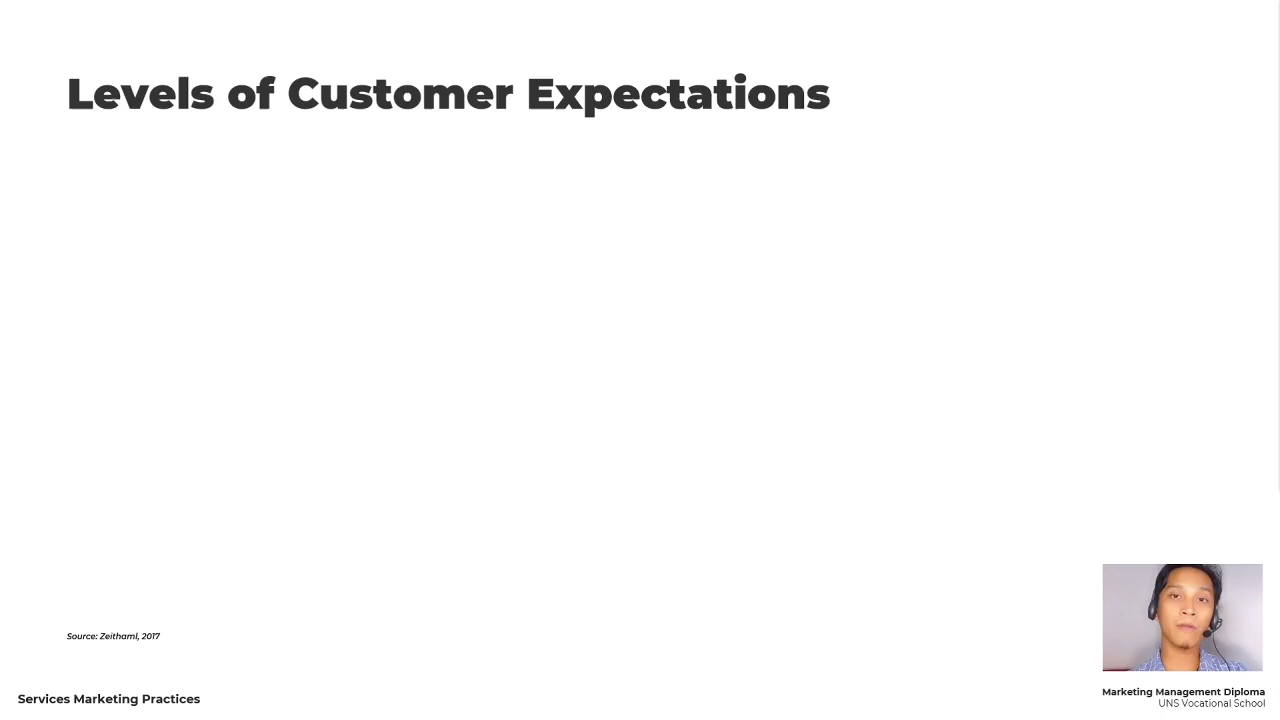 Levels of Customer Expectations
Source: Zeithaml, 2017
Services Marketing Practices
Marketing Management Diploma
UNS Vocational School